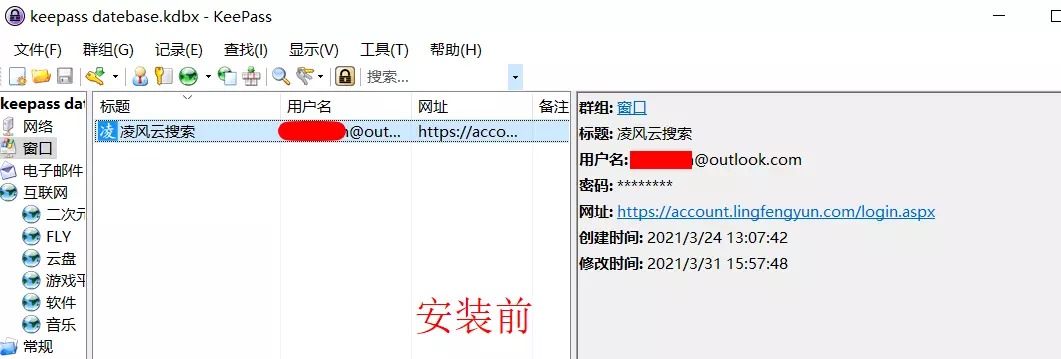 keepass datebase.kdbx - KeePass
文件(F) 群组(G) 记录(E) 查找(I) 显示(V) 工具(T) 帮助(H)
搜索...
keepass dat
网络
窗口
电子邮件
互联网
二次元
FLY
云盘
游戏平
软件
音乐
常规
标题 用户名 网址 备注
凌 凌风云搜索 @out... https://acco...
安装前
群组: 窗口
标题: 凌风云搜索
用户名: @outlook.com
密码: ********
网址: https://account.lingfengyun.com/login.aspx
创建时间: 2021/3/24 13:07:42
修改时间: 2021/3/31 15:57:48